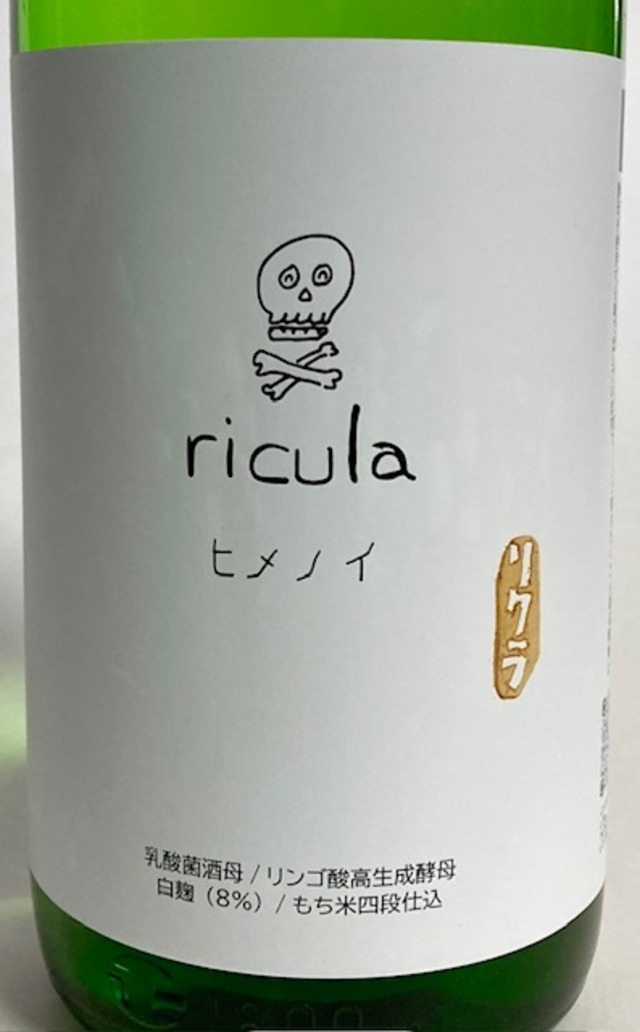 ricula
ヒメノイ
リクラ
乳酸菌酒母 / リンゴ酸高生成酵母
白麹（8%）/ もち米四段仕込